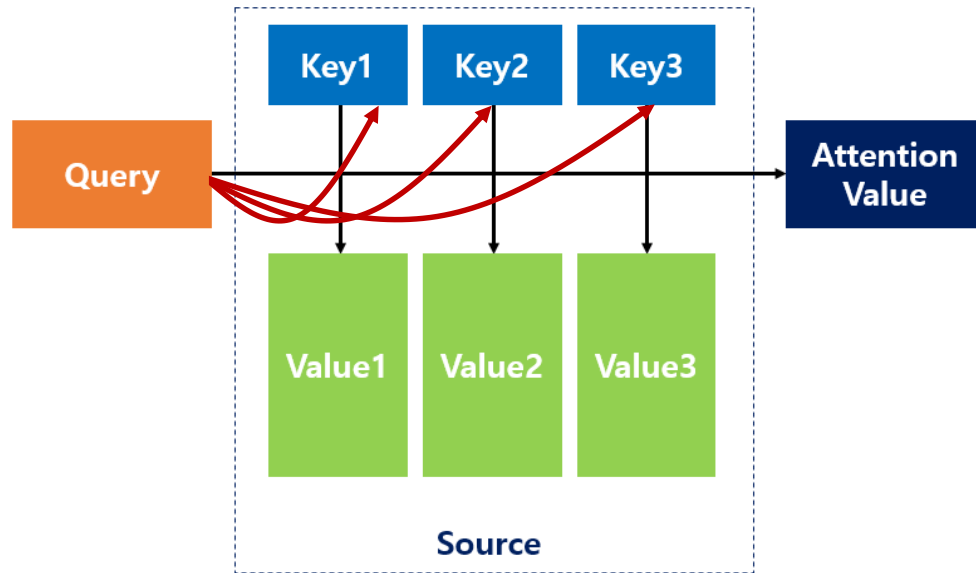 Key1
Key2
Key3
Query
Attention
Value
Value1
Value2
Value3
Source